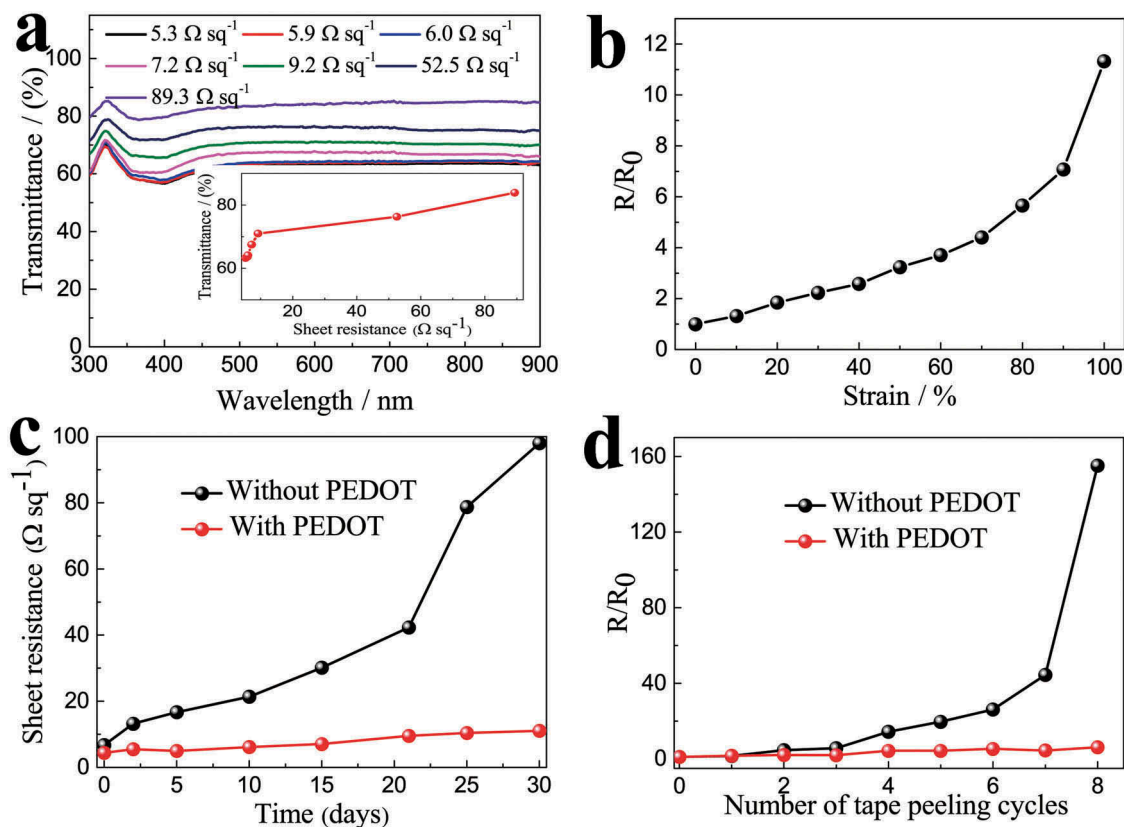 a
5.3 Ω sq-1 5.9 Ω sq-1 6.0 Ω sq-1
7.2 Ω sq-1 9.2 Ω sq-1 52.5 Ω sq-1
89.3 Ω sq-1
Transmittance / (%)
100
80
60
40
20
0
300 400 500 600 700 800 900
Wavelength / nm
Transmittance / (%)
80
60
20 40 60 80
Sheet resistance (Ω sq-1)
b
R/R0
12
10
8
6
4
2
0
0 20 40 60 80 100
Strain / %
c
Sheet resistance (Ω sq-1)
100
80
60
40
20
0
Without PEDOT
With PEDOT
0 5 10 15 20 25 30
Time (days)
d
R/R0
160
120
80
40
0
Without PEDOT
With PEDOT
0 2 4 6 8
Number of tape peeling cycles